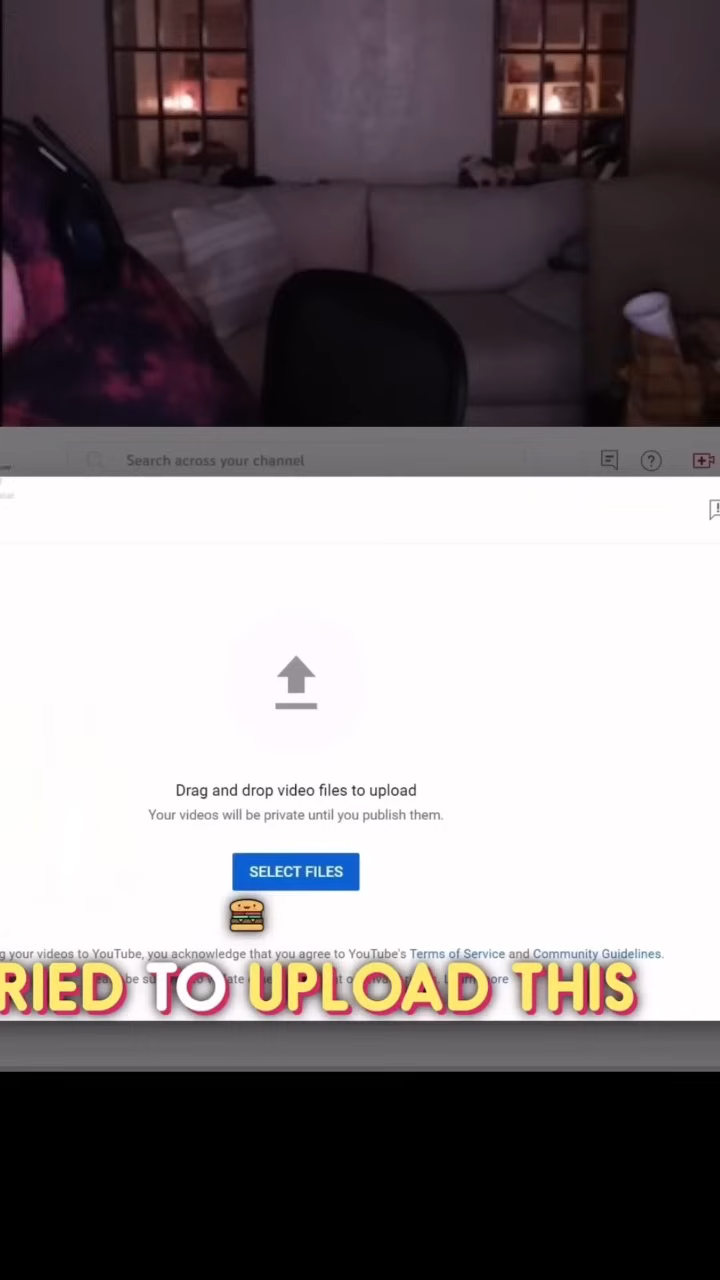 Search across your channel
Drag and drop video files to upload
Your videos will be private until you publish them.
SELECT FILES
your videos to YouTube, you acknowledge that you agree to YouTube's Terms of Service and Community Guidelines.
RIED TO UPLOAD THIS